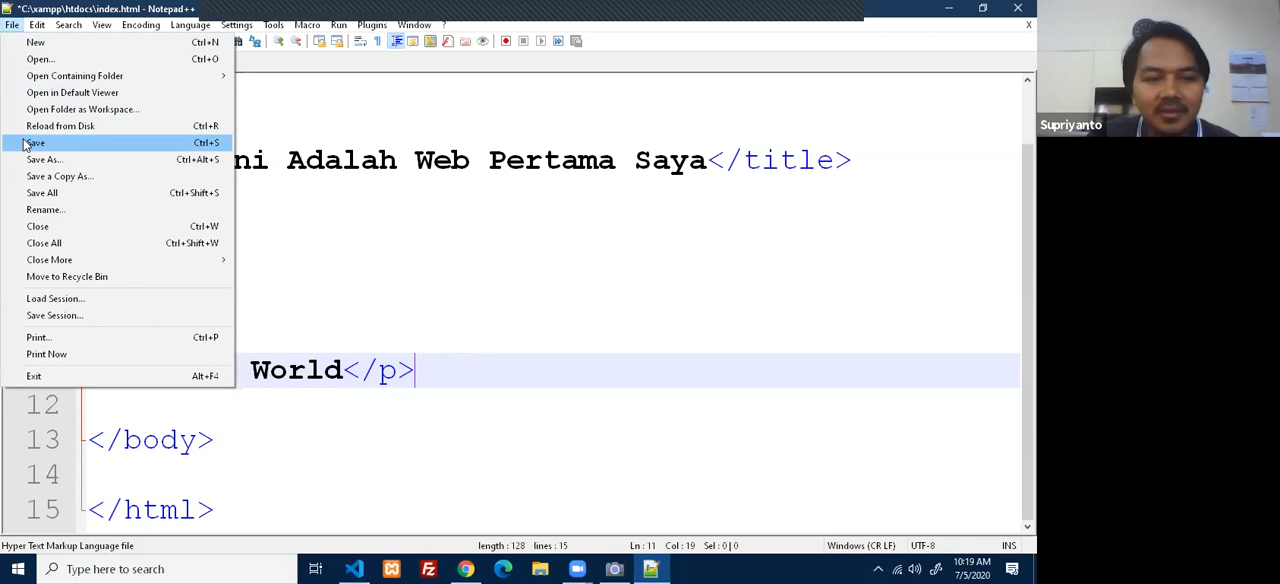 *C:\xampp\htdocs\index.html - Notepad++
File Edit Search View Encoding Language Settings Tools Macro Run Plugins Window ? X
New Ctrl+N
Open... Ctrl+O
Open Containing Folder
Open in Default Viewer
Open Folder as Workspace...
Reload from Disk Ctrl+R
Save Ctrl+S
Save As... Ctrl+Alt+S
Save a Copy As...
Save All Ctrl+Shift+S
Rename...
Close Ctrl+W
Close All Ctrl+Shift+W
Close More
Move to Recycle Bin
Load Session...
Save Session...
Print... Ctrl+P
Print Now
Exit Alt+F4
ni Adalah Web Pertama Saya</title>
World</p>
12
13 </body>
14
15 </html>
Hyper Text Markup Language file length : 128 lines : 15 Ln : 11 Col : 19 Sel : 0 | 0 Windows (CR LF) UTF-8 INS
Type here to search
10:19 AM
7/5/2020
Supriyanto